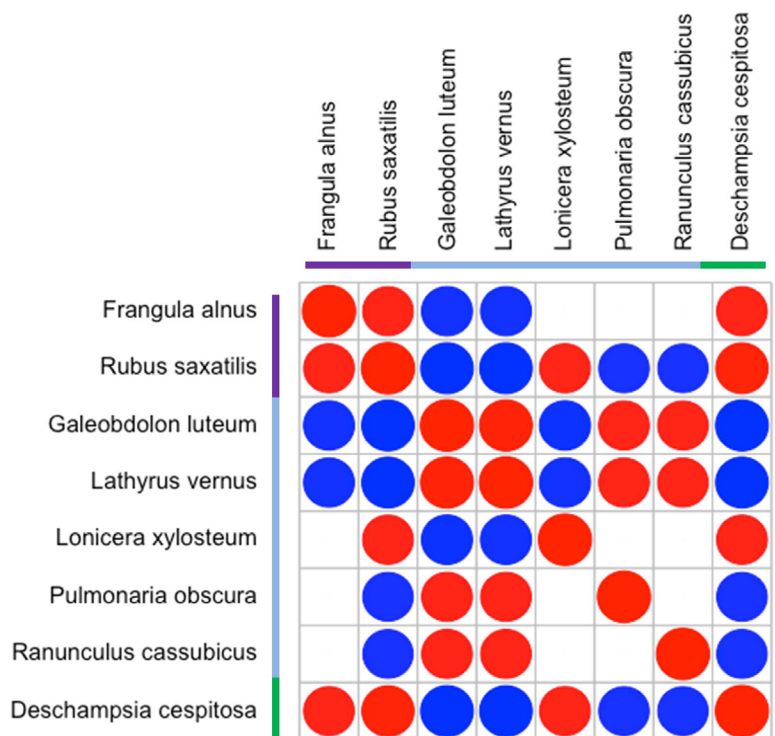 Frangula alnus
Rubus saxatilis
Galeobdolon luteum
Lathyrus vernus
Lonicera xylosteum
Pulmonaria obscura
Ranunculus cassubicus
Deschampsia cespitosa
Frangula alnus
Rubus saxatilis
Galeobdolon luteum
Lathyrus vernus
Lonicera xylosteum
Pulmonaria obscura
Ranunculus cassubicus
Deschampsia cespitosa